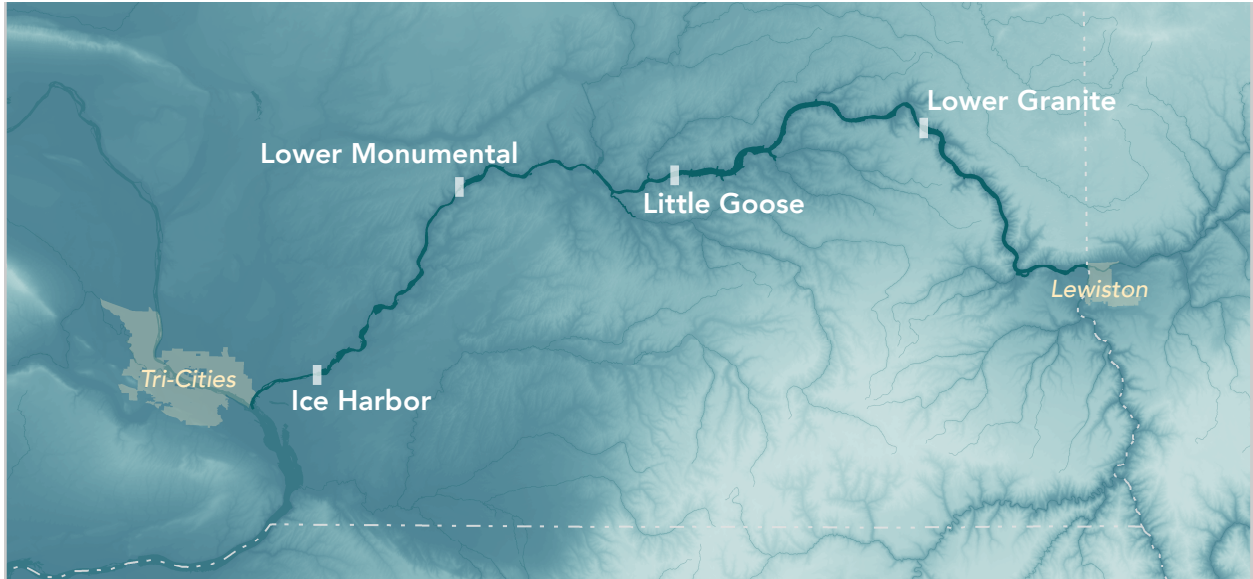 Lower Granite
Lower Monumental
Little Goose
Lewiston
Tri-Cities
Ice Harbor